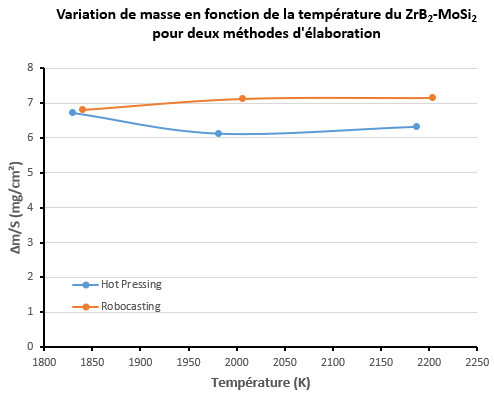 Variation de masse en fonction de la température du ZrB₂-MoSi₂
pour deux méthodes d'élaboration
8
7
6
5
4
3
2
1
0
Δm/S (mg/cm²)
Hot Pressing
Robocasting
1800 1850 1900 1950 2000 2050 2100 2150 2200 2250
Température (K)